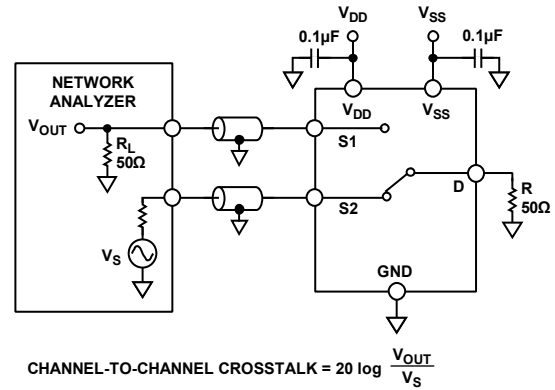 VDD
VSS
0.1µF
0.1µF
NETWORK
ANALYZER
VDD
VSS
VOUT
RL
50Ω
S1
S2
D
R
50Ω
VS
GND
CHANNEL-TO-CHANNEL CROSSTALK = 20 log VOUT
VS